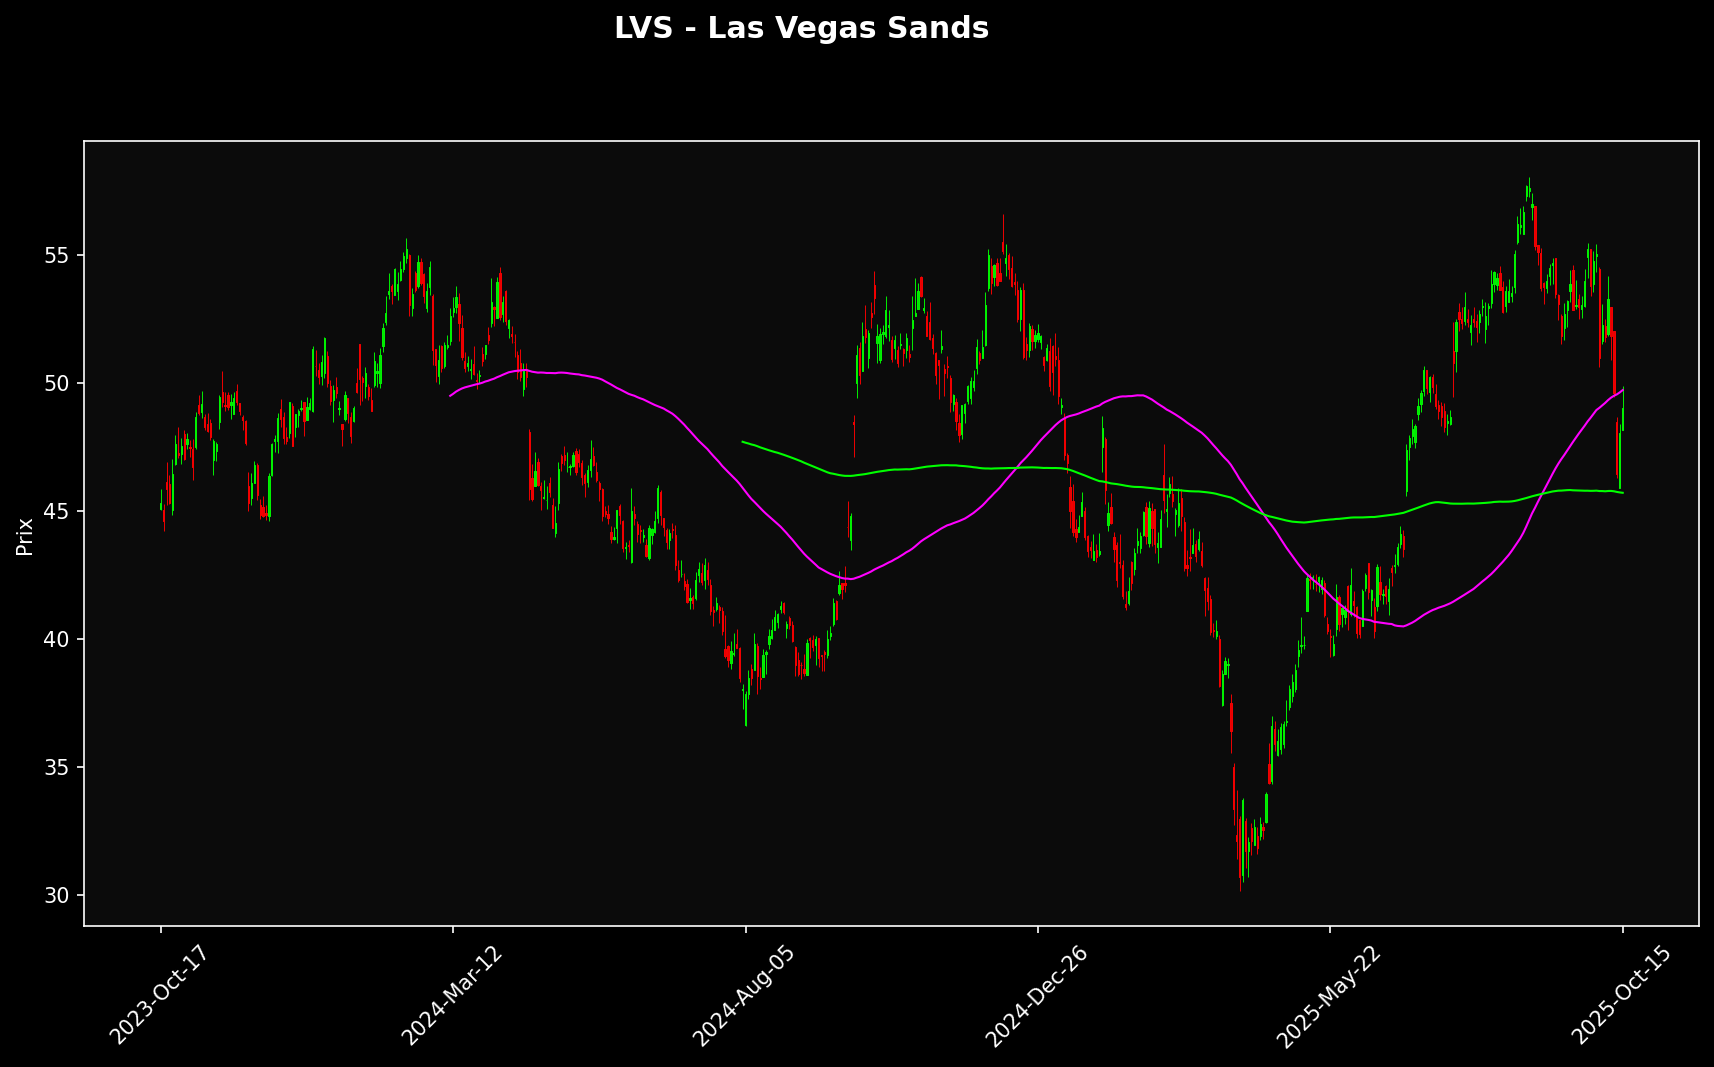 LVS - Las Vegas Sands
Prix
55
50
45
40
35
30
2023-Oct-17
2024-Mar-12
2024-Aug-05
2024-Dec-26
2025-May-22
2025-Oct-15